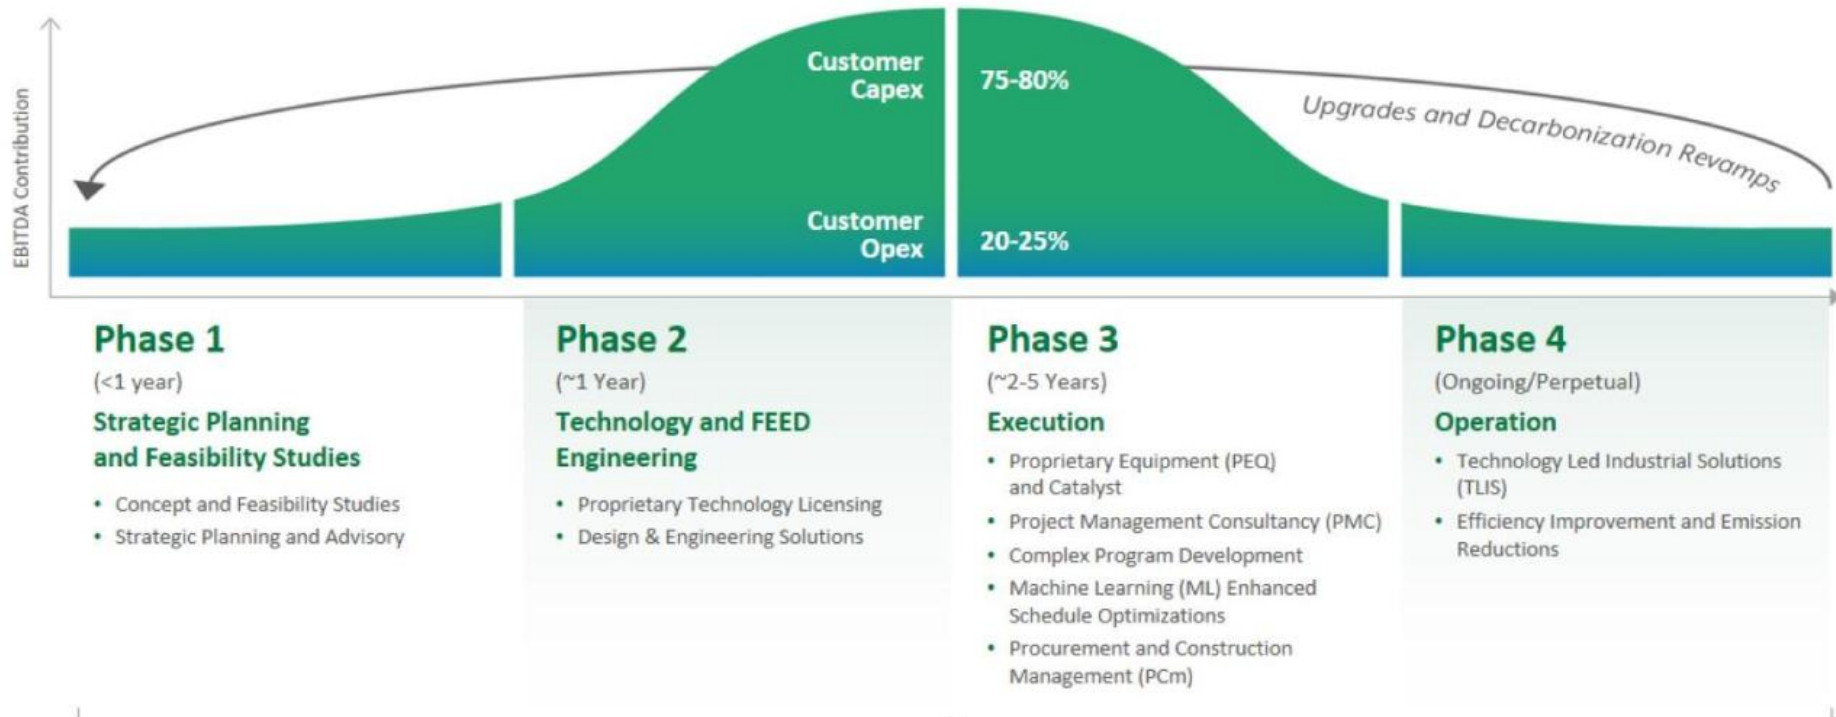 EBITDA Contribution
Customer
Capex
75-80%
Upgrades and Decarbonization Revamps
Customer
Opex
20-25%
Phase 1
(<1 year)
Strategic Planning
and Feasibility Studies
• Concept and Feasibility Studies
• Strategic Planning and Advisory
Phase 2
(~1 Year)
Technology and FEED
Engineering
• Proprietary Technology Licensing
• Design & Engineering Solutions
Phase 3
(~2-5 Years)
Execution
• Proprietary Equipment (PEQ)
and Catalyst
• Project Management Consultancy (PMC)
• Complex Program Development
• Machine Learning (ML) Enhanced
Schedule Optimizations
• Procurement and Construction
Management (PCm)
Phase 4
(Ongoing/Perpetual)
Operation
• Technology Led Industrial Solutions
(TLIS)
• Efficiency Improvement and Emission
Reductions